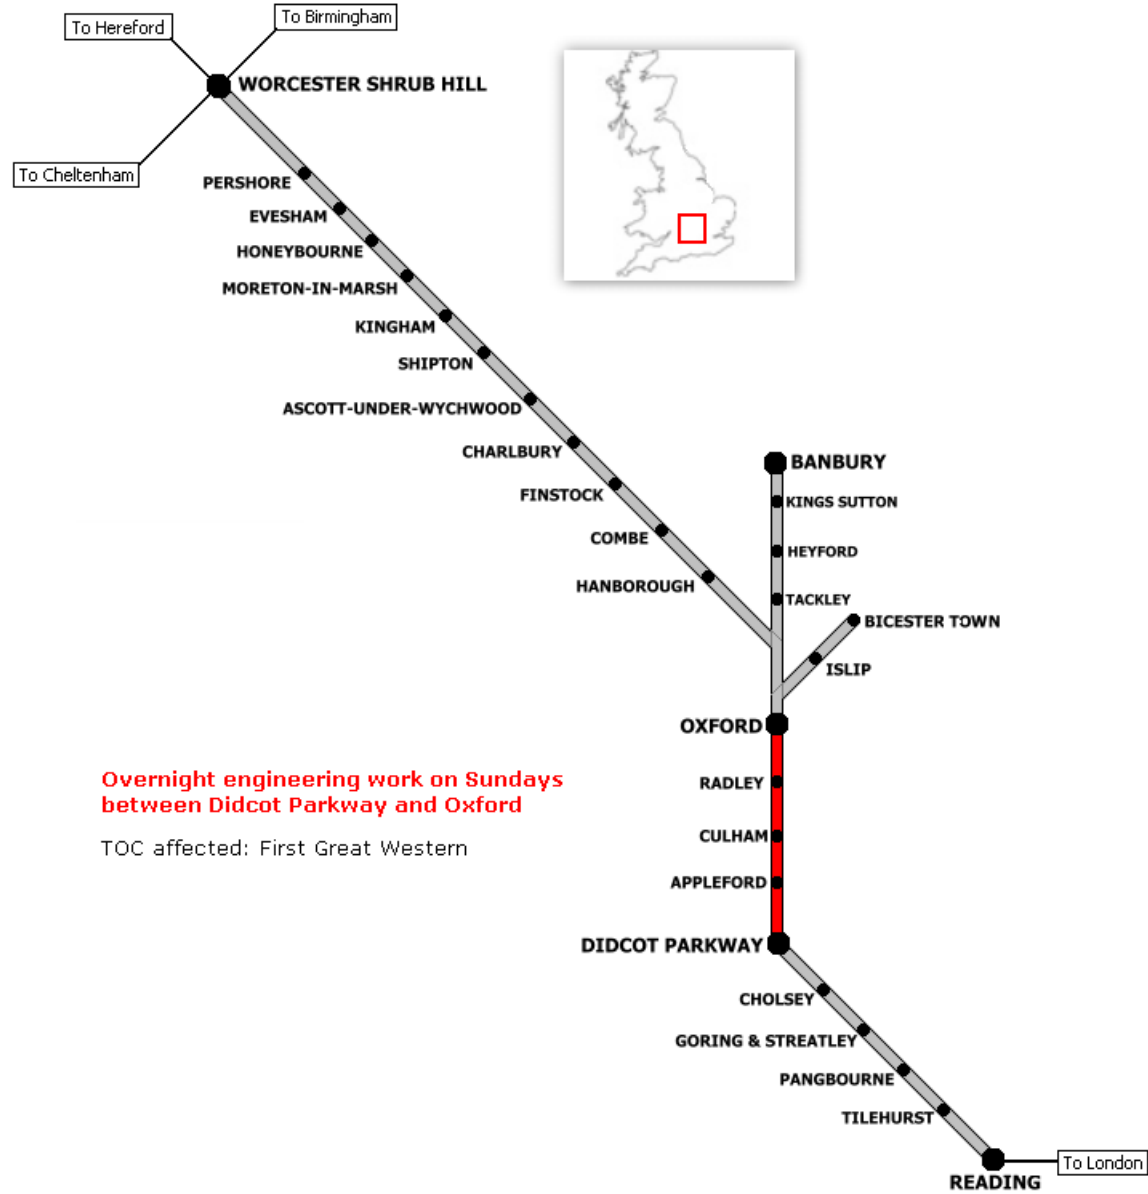 To Birmingham
To Hereford
WORCESTER SHRUB HILL
To Cheltenham
PERSHORE
EVESHAM
HONEYBOURNE
MORETON-IN-MARSH
KINGHAM
SHIPTON
ASCOTT-UNDER-WYCHWOOD
CHARLBURY
FINSTOCK
COMBE
HANBOROUGH
BANBURY
KINGS SUTTON
HEYFORD
TACKLEY
BICESTER TOWN
ISLIP
OXFORD
RADLEY
CULHAM
APPLEFORD
DIDCOT PARKWAY
Overnight engineering work on Sundays
between Didcot Parkway and Oxford
TOC affected: First Great Western
CHOLSEY
GORING & STREATLEY
PANGBOURNE
TILEHURST
READING
To London